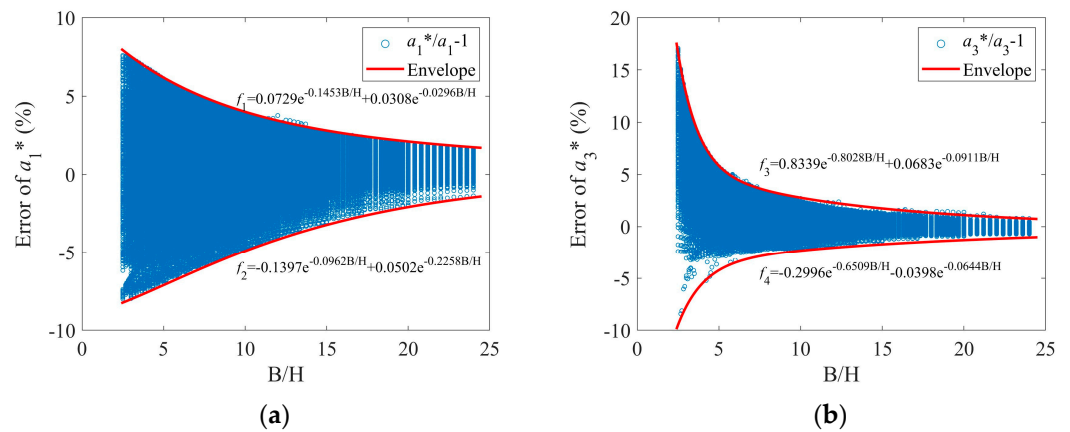 10
5
0
-5
-10
Error of a₁* (%)
a₁*/a₁-1
Envelope
f₁=0.0729e^-0.1453B/H+0.0308e^-0.0296B/H
f₂=-0.1397e^-0.0962B/H+0.0502e^-0.2258B/H
0 5 10 15 20 25
B/H
(a)
20
15
10
5
0
-5
-10
Error of a₃* (%)
a₃*/a₃-1
Envelope
f₃=0.8339e^-0.8028B/H+0.0683e^-0.0911B/H
f₄=-0.2996e^-0.6509B/H-0.0398e^-0.0644B/H
0 5 10 15 20 25
B/H
(b)